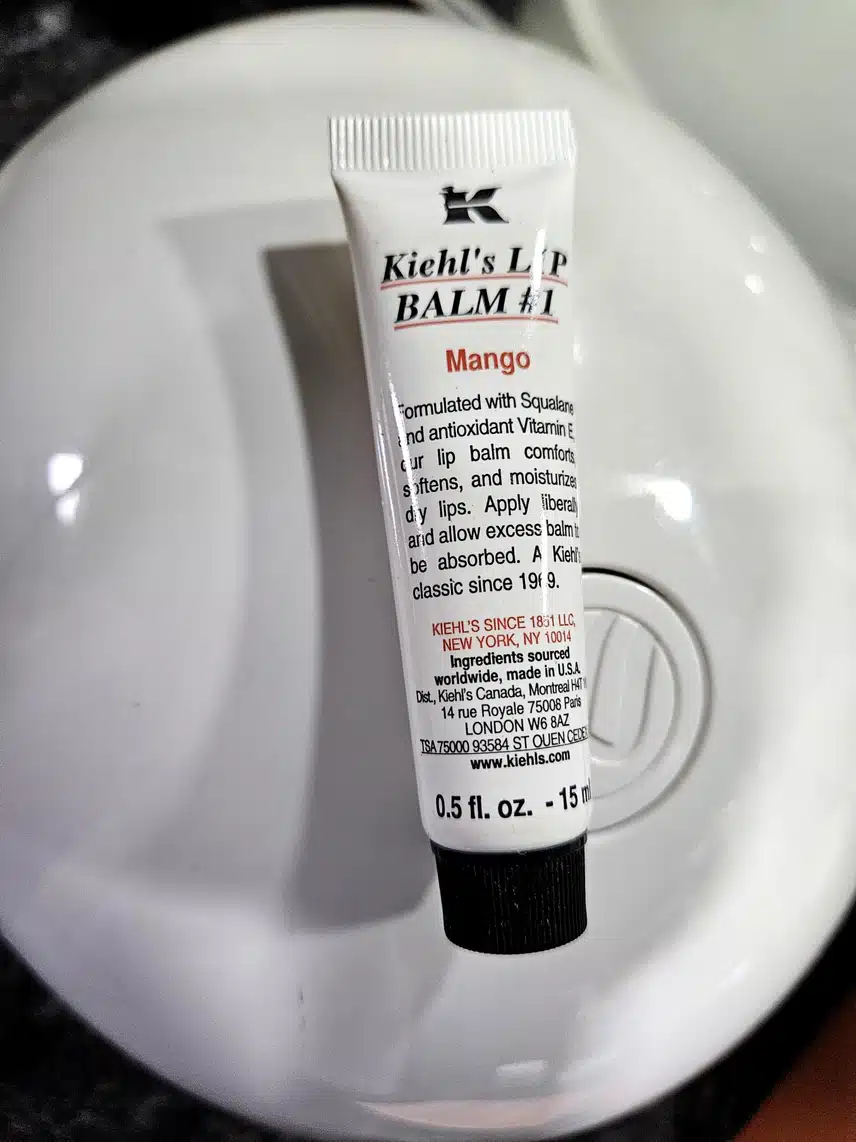 K
Kiehl's LIP
BALM #1
Mango
Formulated with Squalane
and antioxidant Vitamin E,
our lip balm comforts,
softens, and moisturizes
dry lips. Apply liberally
and allow excess balm to
be absorbed. A Kiehl's
classic since 1969.
KIEHL'S SINCE 1851 LLC,
NEW YORK, NY 10014
Ingredients sourced
worldwide, made in U.S.A.
Dist., Kiehl's Canada, Montreal H4T
14 rue Royale 75008 Paris
LONDON W6 8AZ
TSA 75000 93584 ST OUEN CEDEX
www.kiehls.com
0.5 fl. oz. - 15 ml